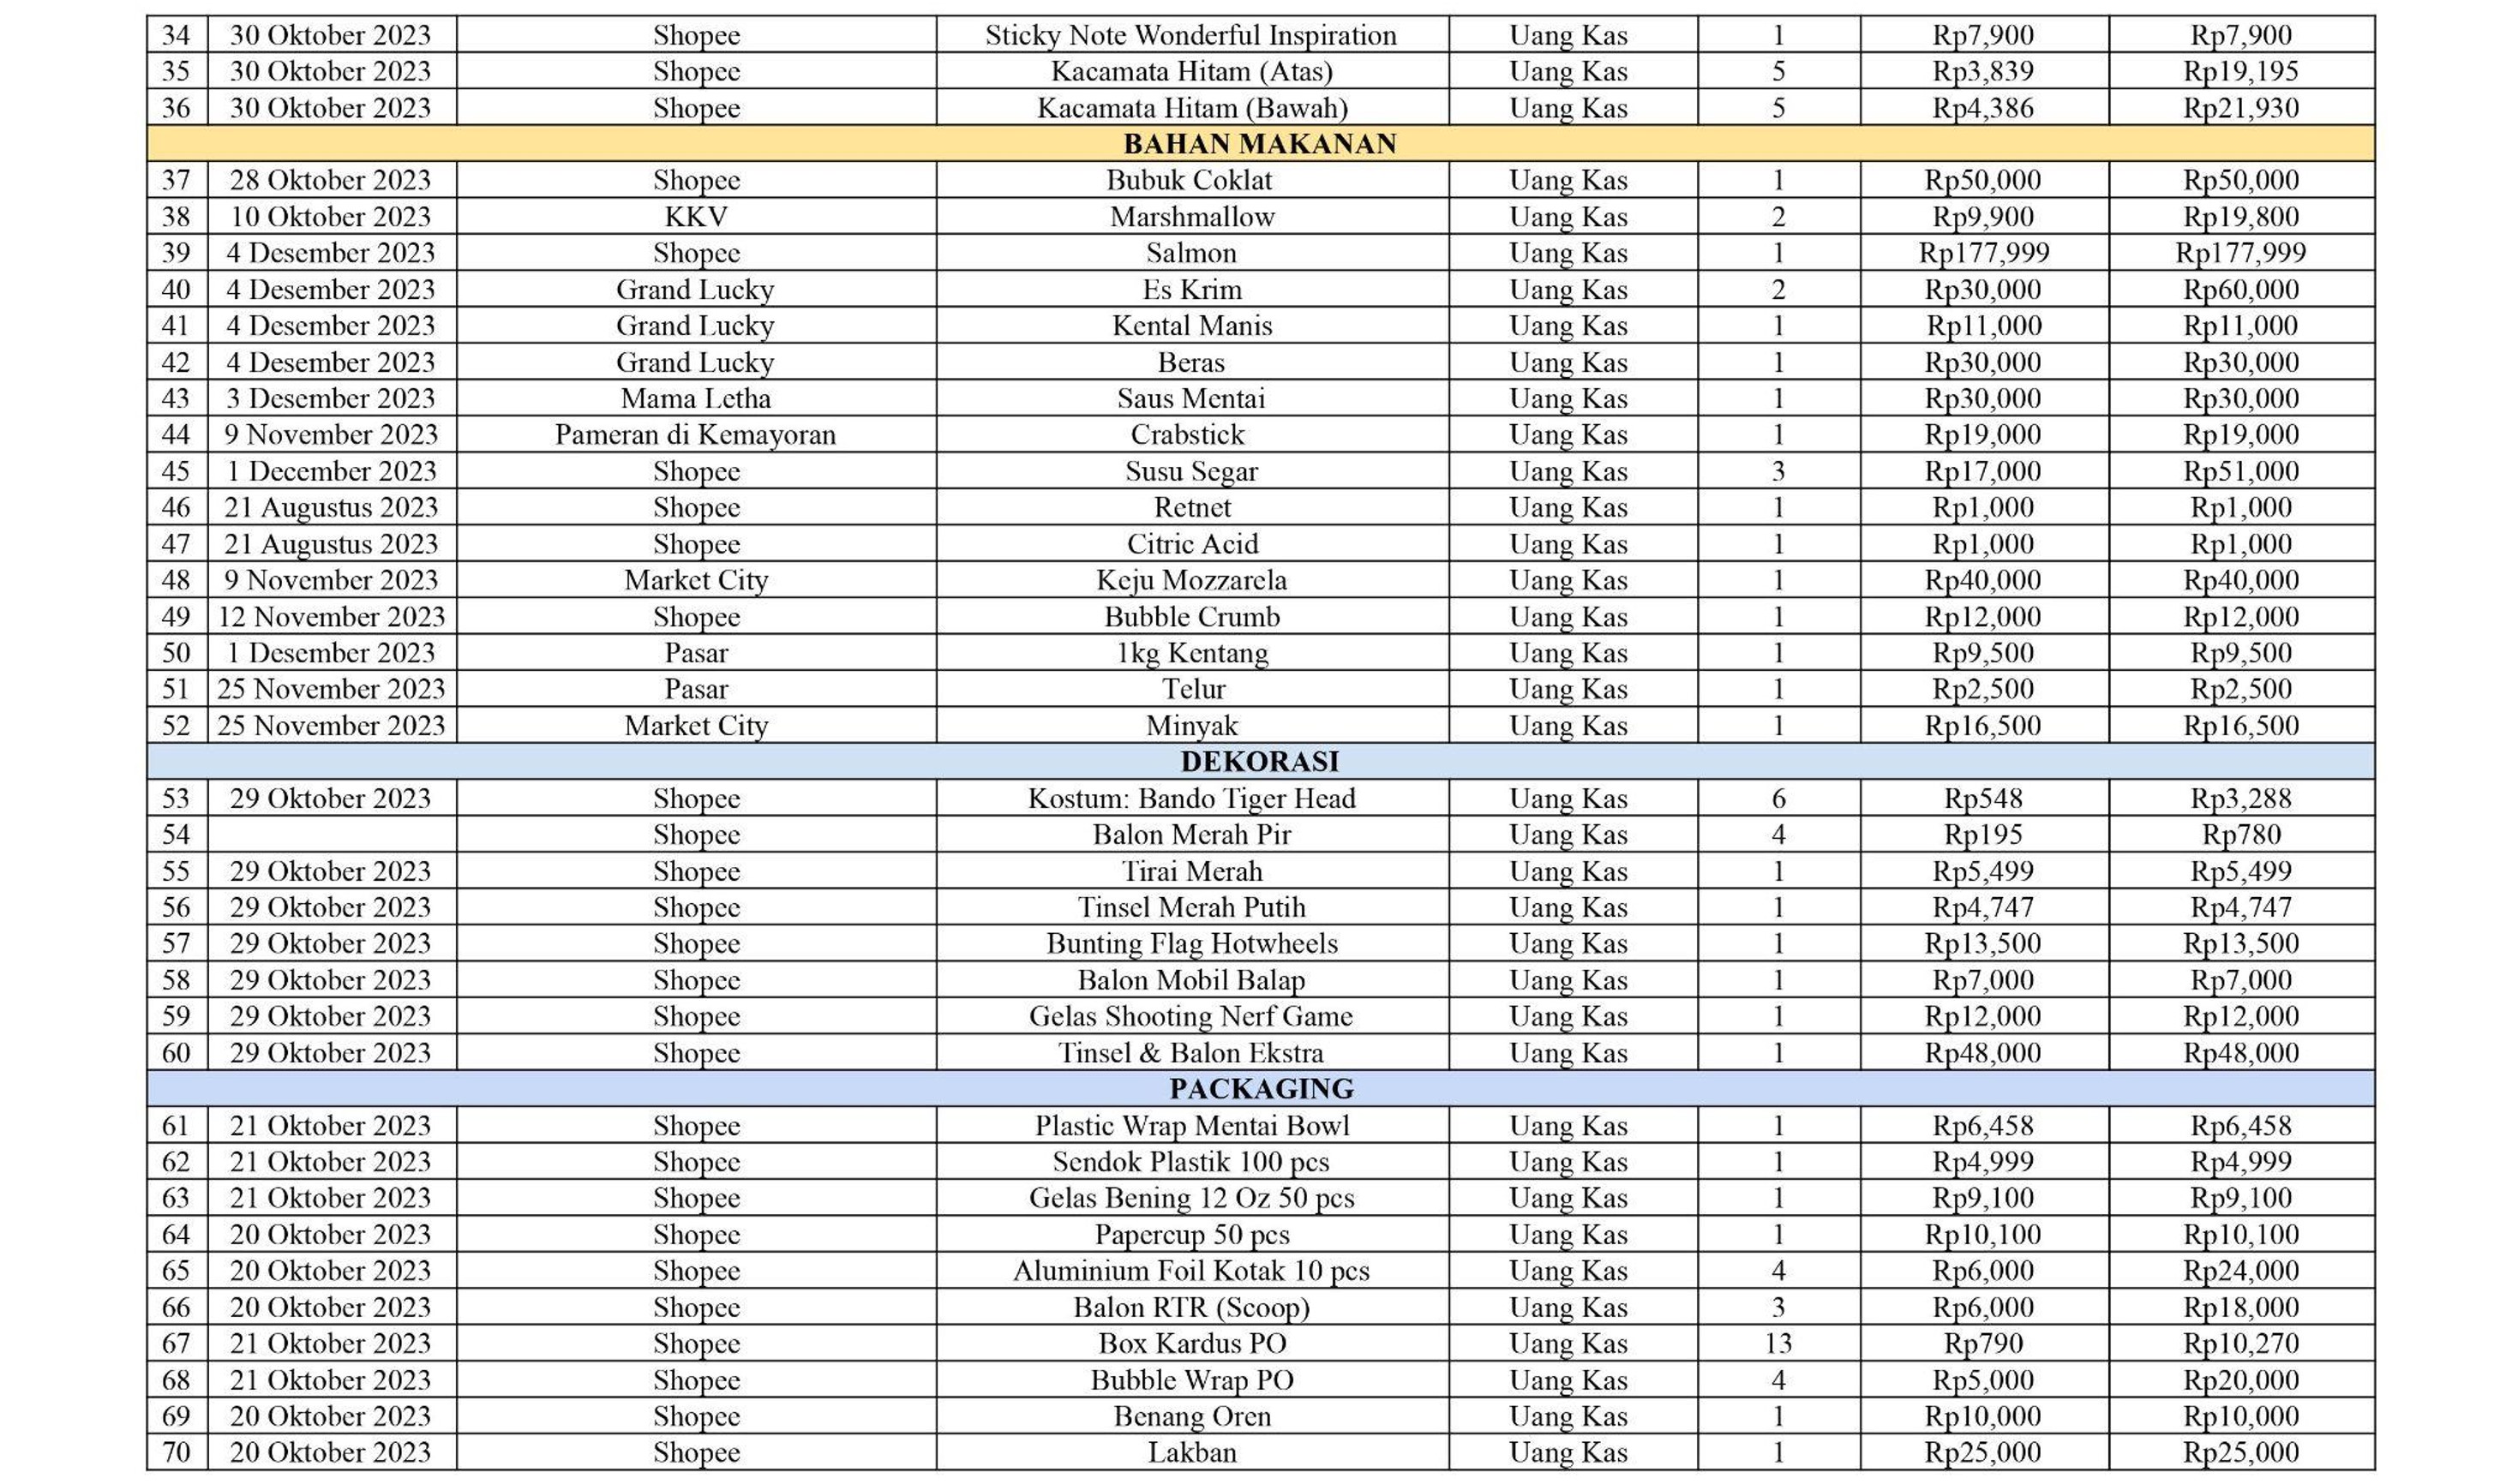 34 30 Oktober 2023 Shopee Sticky Note Wonderful Inspiration Uang Kas 1 Rp7,900 Rp7,900
35 30 Oktober 2023 Shopee Kacamata Hitam (Atas) Uang Kas 5 Rp3,839 Rp19,195
36 30 Oktober 2023 Shopee Kacamata Hitam (Bawah) Uang Kas 5 Rp4,386 Rp21,930
BAHAN MAKANAN
37 28 Oktober 2023 Shopee Bubuk Coklat Uang Kas 1 Rp50,000 Rp50,000
38 10 Oktober 2023 KKV Marshmallow Uang Kas 2 Rp9,900 Rp19,800
39 4 Desember 2023 Shopee Salmon Uang Kas 1 Rp177,999 Rp177,999
40 4 Desember 2023 Grand Lucky Es Krim Uang Kas 2 Rp30,000 Rp60,000
41 4 Desember 2023 Grand Lucky Kental Manis Uang Kas 1 Rp11,000 Rp11,000
42 4 Desember 2023 Grand Lucky Beras Uang Kas 1 Rp30,000 Rp30,000
43 3 Desember 2023 Mama Letha Saus Mentai Uang Kas 1 Rp30,000 Rp30,000
44 9 November 2023 Pameran di Kemayoran Crabstick Uang Kas 1 Rp19,000 Rp19,000
45 1 December 2023 Shopee Susu Segar Uang Kas 3 Rp17,000 Rp51,000
46 21 Augustus 2023 Shopee Retnet Uang Kas 1 Rp1,000 Rp1,000
47 21 Augustus 2023 Shopee Citric Acid Uang Kas 1 Rp1,000 Rp1,000
48 9 November 2023 Market City Keju Mozzarela Uang Kas 1 Rp40,000 Rp40,000
49 12 November 2023 Shopee Bubble Crumb Uang Kas 1 Rp12,000 Rp12,000
50 1 Desember 2023 Pasar 1kg Kentang Uang Kas 1 Rp9,500 Rp9,500
51 25 November 2023 Pasar Telur Uang Kas 1 Rp2,500 Rp2,500
52 25 November 2023 Market City Minyak Uang Kas 1 Rp16,500 Rp16,500
DEKORASI
53 29 Oktober 2023 Shopee Kostum: Bando Tiger Head Uang Kas 6 Rp548 Rp3,288
54 Shopee Balon Merah Pir Uang Kas 4 Rp195 Rp780
55 29 Oktober 2023 Shopee Tirai Merah Uang Kas 1 Rp5,499 Rp5,499
56 29 Oktober 2023 Shopee Tinsel Merah Putih Uang Kas 1 Rp4,747 Rp4,747
57 29 Oktober 2023 Shopee Bunting Flag Hotwheels Uang Kas 1 Rp13,500 Rp13,500
58 29 Oktober 2023 Shopee Balon Mobil Balap Uang Kas 1 Rp7,000 Rp7,000
59 29 Oktober 2023 Shopee Gelas Shooting Nerf Game Uang Kas 1 Rp12,000 Rp12,000
60 29 Oktober 2023 Shopee Tinsel & Balon Ekstra Uang Kas 1 Rp48,000 Rp48,000
PACKAGING
61 21 Oktober 2023 Shopee Plastic Wrap Mentai Bowl Uang Kas 1 Rp6,458 Rp6,458
62 21 Oktober 2023 Shopee Sendok Plastik 100 pcs Uang Kas 1 Rp4,999 Rp4,999
63 21 Oktober 2023 Shopee Gelas Bening 12 Oz 50 pcs Uang Kas 1 Rp9,100 Rp9,100
64 20 Oktober 2023 Shopee Papercup 50 pcs Uang Kas 1 Rp10,100 Rp10,100
65 20 Oktober 2023 Shopee Aluminium Foil Kotak 10 pcs Uang Kas 4 Rp6,000 Rp24,000
66 20 Oktober 2023 Shopee Balon RTR (Scoop) Uang Kas 3 Rp6,000 Rp18,000
67 21 Oktober 2023 Shopee Box Kardus PO Uang Kas 13 Rp790 Rp10,270
68 21 Oktober 2023 Shopee Bubble Wrap PO Uang Kas 4 Rp5,000 Rp20,000
69 20 Oktober 2023 Shopee Benang Oren Uang Kas 1 Rp10,000 Rp10,000
70 20 Oktober 2023 Shopee Lakban Uang Kas 1 Rp25,000 Rp25,000